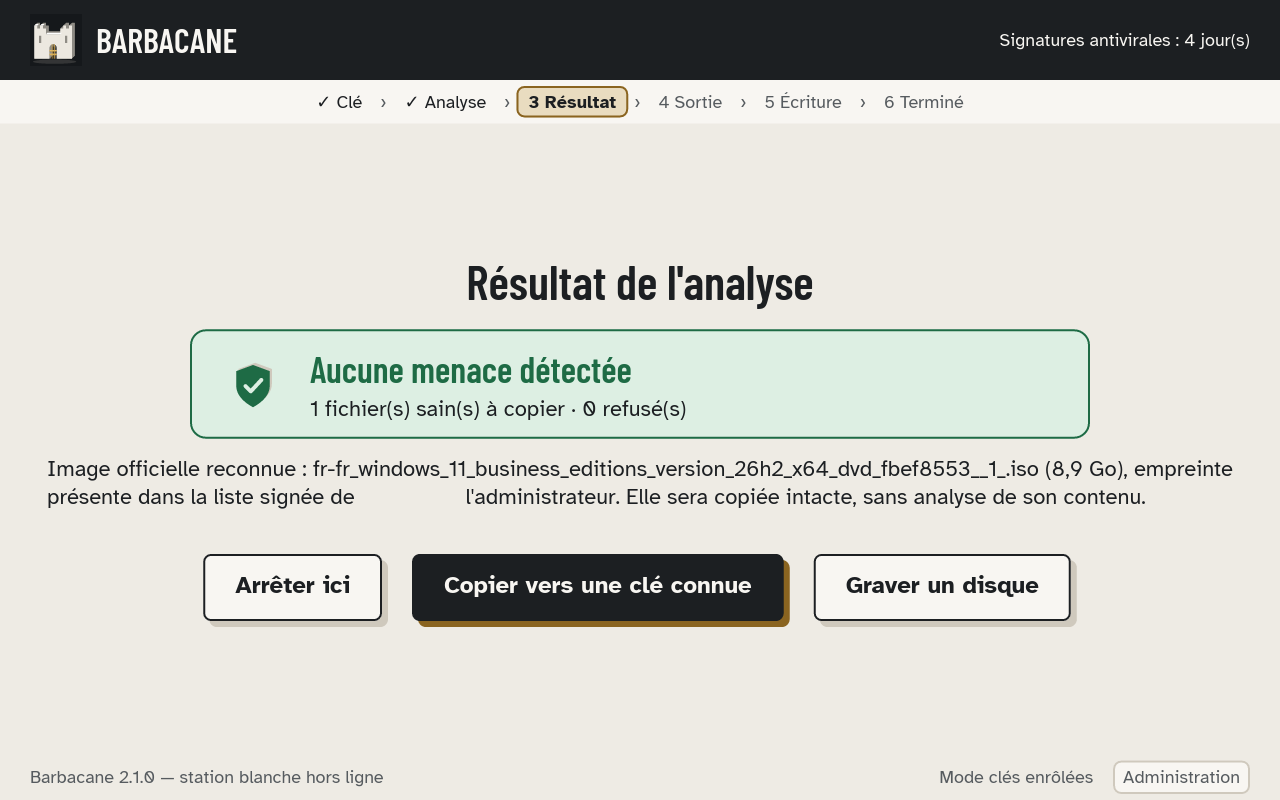 BARBACANE
Signatures antivirales : 4 jour(s)
✓ Clé › ✓ Analyse › 3 Résultat › 4 Sortie › 5 Écriture › 6 Terminé
Résultat de l'analyse
Aucune menace détectée
1 fichier(s) sain(s) à copier · 0 refusé(s)
Image officielle reconnue : fr-fr_windows_11_business_editions_version_26h2_x64_dvd_fbef8553__1_.iso (8,9 Go), empreinte
présente dans la liste signée de l'administrateur. Elle sera copiée intacte, sans analyse de son contenu.
Arrêter ici
Copier vers une clé connue
Graver un disque
Barbacane 2.1.0 — station blanche hors ligne
Mode clés enrôlées
Administration